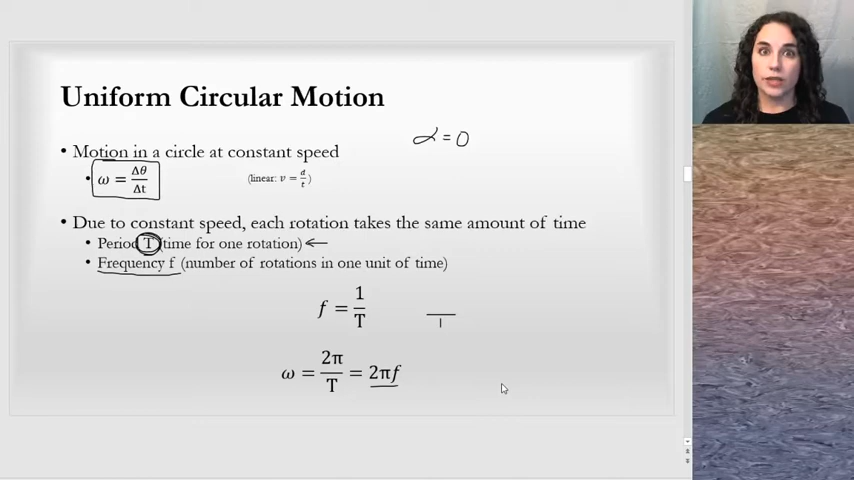 Uniform Circular Motion
α = 0
• Motion in a circle at constant speed
• ω = Δθ/Δt (linear: v = d/t)
• Due to constant speed, each rotation takes the same amount of time
• Period T (time for one rotation) ←
• Frequency f (number of rotations in one unit of time)
f = 1/T
ω = 2π/T = 2πf